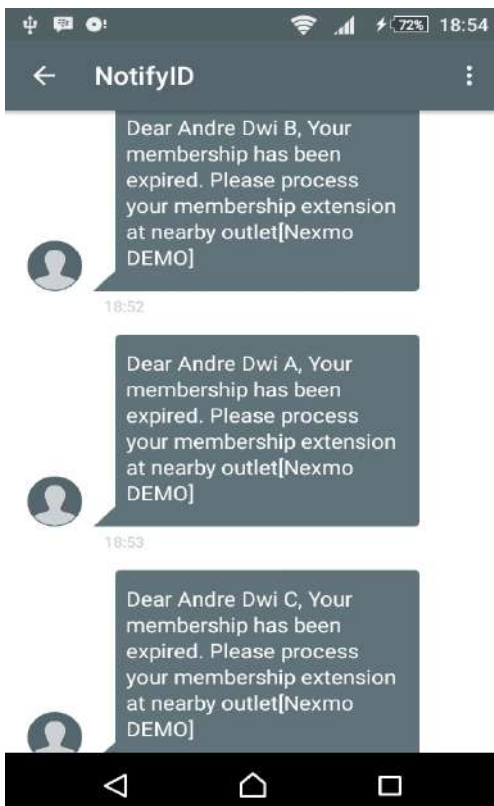 72% 18:54
NotifyID
Dear Andre Dwi B, Your
membership has been
expired. Please process
your membership extension
at nearby outlet[Nexmo
DEMO]
18:52
Dear Andre Dwi A, Your
membership has been
expired. Please process
your membership extension
at nearby outlet[Nexmo
DEMO]
18:53
Dear Andre Dwi C, Your
membership has been
expired. Please process
your membership extension
at nearby outlet[Nexmo
DEMO]